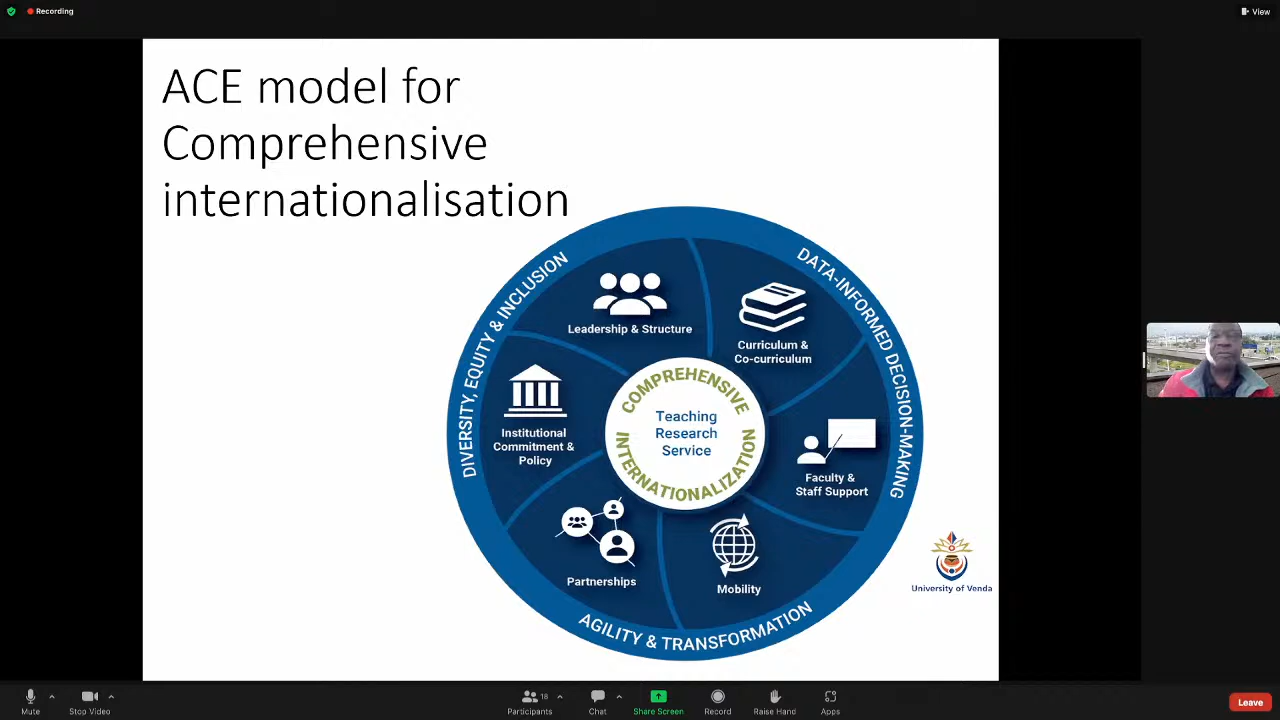 Recording
View
ACE model for
Comprehensive
internationalisation
DIVERSITY, EQUITY & INCLUSION
DATA-INFORMED DECISION-MAKING
AGILITY & TRANSFORMATION
Leadership & Structure
Curriculum &
Co-curriculum
Institutional
Commitment &
Policy
COMPREHENSIVE
Teaching
Research
Service
INTERNATIONALIZATION
Faculty &
Staff Support
Partnerships
Mobility
University of Venda
Mute
Stop Video
18
Participants
Chat
Share Screen
Record
Raise Hand
Apps
Leave